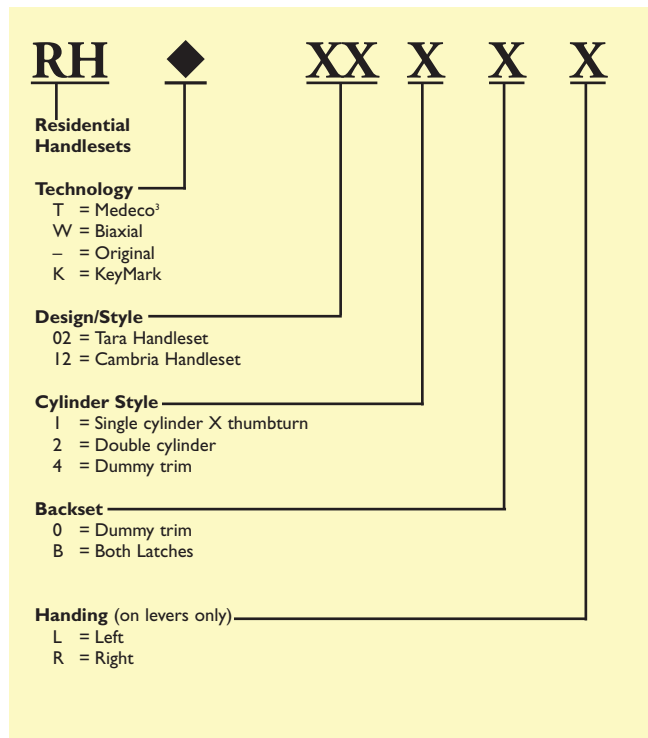 RH ◆ XX X X X
Residential
Handlesets
Technology
T = Medeco³
W = Biaxial
– = Original
K = KeyMark
Design/Style
02 = Tara Handleset
12 = Cambria Handleset
Cylinder Style
1 = Single cylinder X thumbturn
2 = Double cylinder
4 = Dummy trim
Backset
0 = Dummy trim
B = Both Latches
Handing (on levers only)
L = Left
R = Right